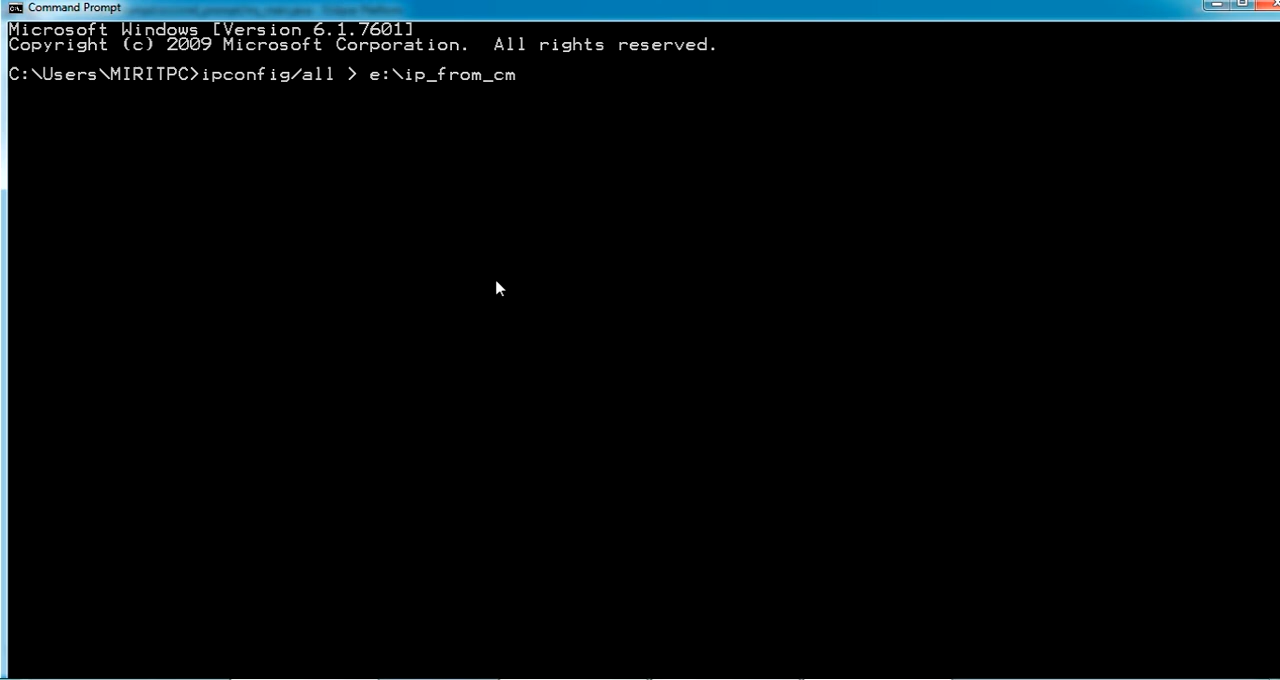 Command Prompt
Microsoft Windows [Version 6.1.7601]
Copyright (c) 2009 Microsoft Corporation.  All rights reserved.
C:\Users\MIRITPC>ipconfig/all > e:\ip_from_cm